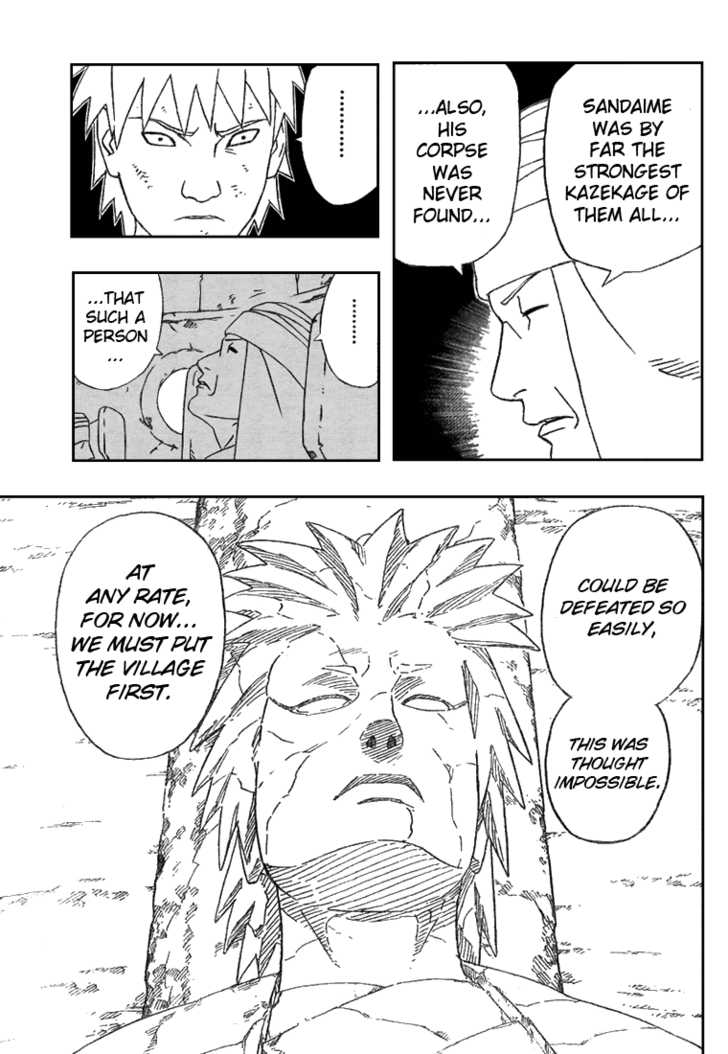 SANDAIME
WAS BY
FAR THE
STRONGEST
KAZEKAGE OF
THEM ALL...
...ALSO,
HIS
CORPSE
WAS
NEVER
FOUND...
.........
.........
...THAT
SUCH A
PERSON
...
COULD BE
DEFEATED SO
EASILY,
THIS WAS
THOUGHT
IMPOSSIBLE.
AT
ANY RATE,
FOR NOW...
WE MUST PUT
THE VILLAGE
FIRST.